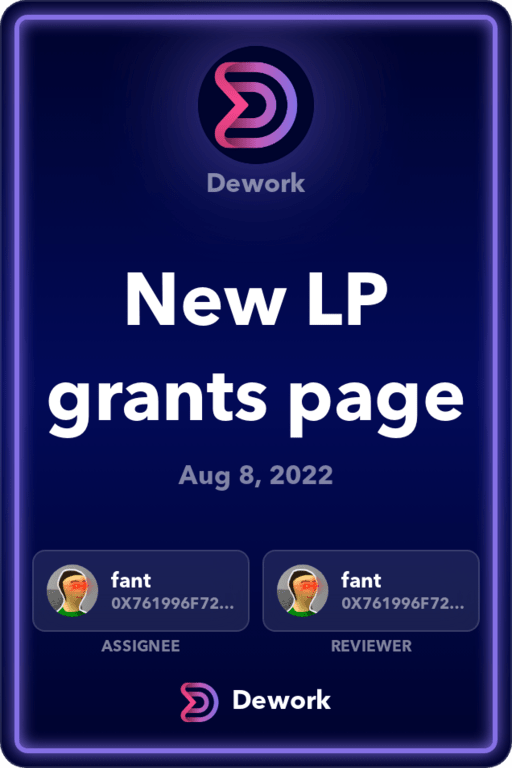 Dework
New LP
grants page
Aug 8, 2022
fant
0X761996F72...
ASSIGNEE
fant
0X761996F72...
REVIEWER
Dework